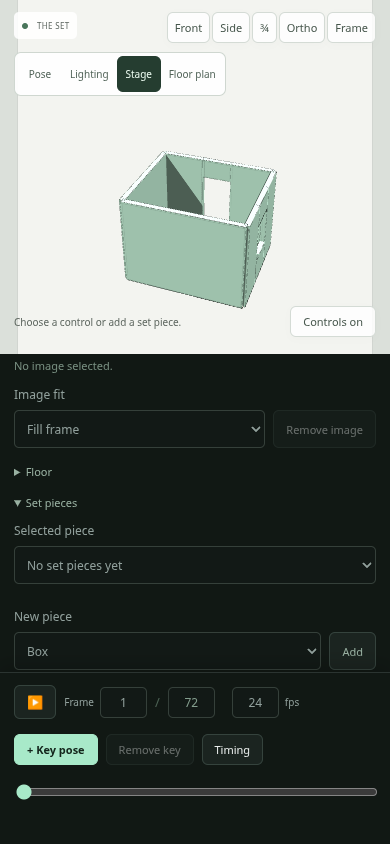 THE SET
Front Side ¾ Ortho Frame
Pose Lighting Stage Floor plan
Choose a control or add a set piece.
Controls on
No image selected.
Image fit
Fill frame
Remove image
Floor
Set pieces
Selected piece
No set pieces yet
New piece
Box
Add
Frame 1 / 72 24 fps
+ Key pose Remove key Timing